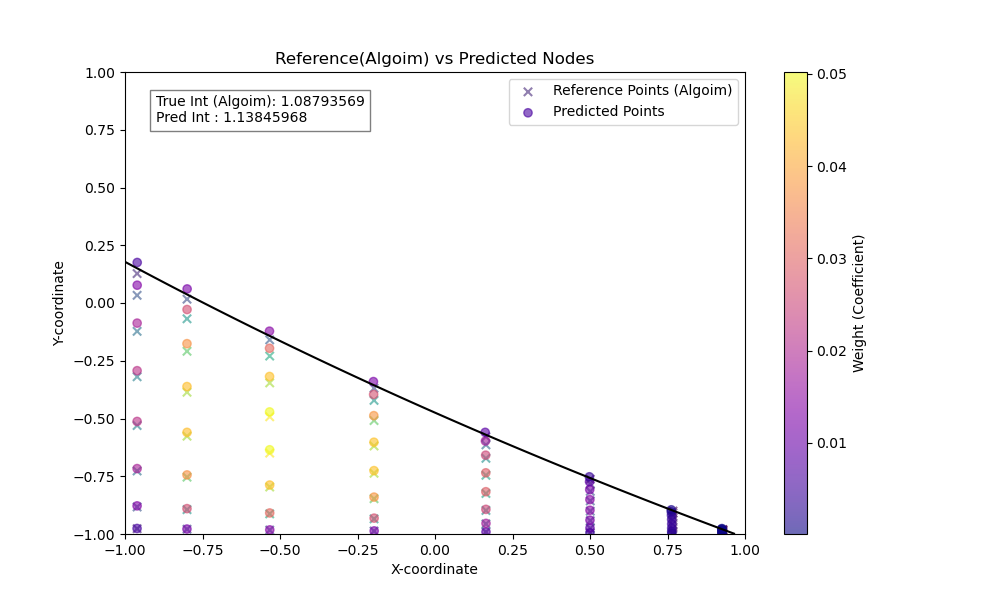 Reference(Algoim) vs Predicted Nodes
True Int (Algoim): 1.08793569
Pred Int : 1.13845968
Reference Points (Algoim)
Predicted Points
1.00
0.75
0.50
0.25
0.00
−0.25
−0.50
−0.75
−1.00
Y-coordinate
−1.00 −0.75 −0.50 −0.25 0.00 0.25 0.50 0.75 1.00
X-coordinate
0.05
0.04
0.03
0.02
0.01
Weight (Coefficient)